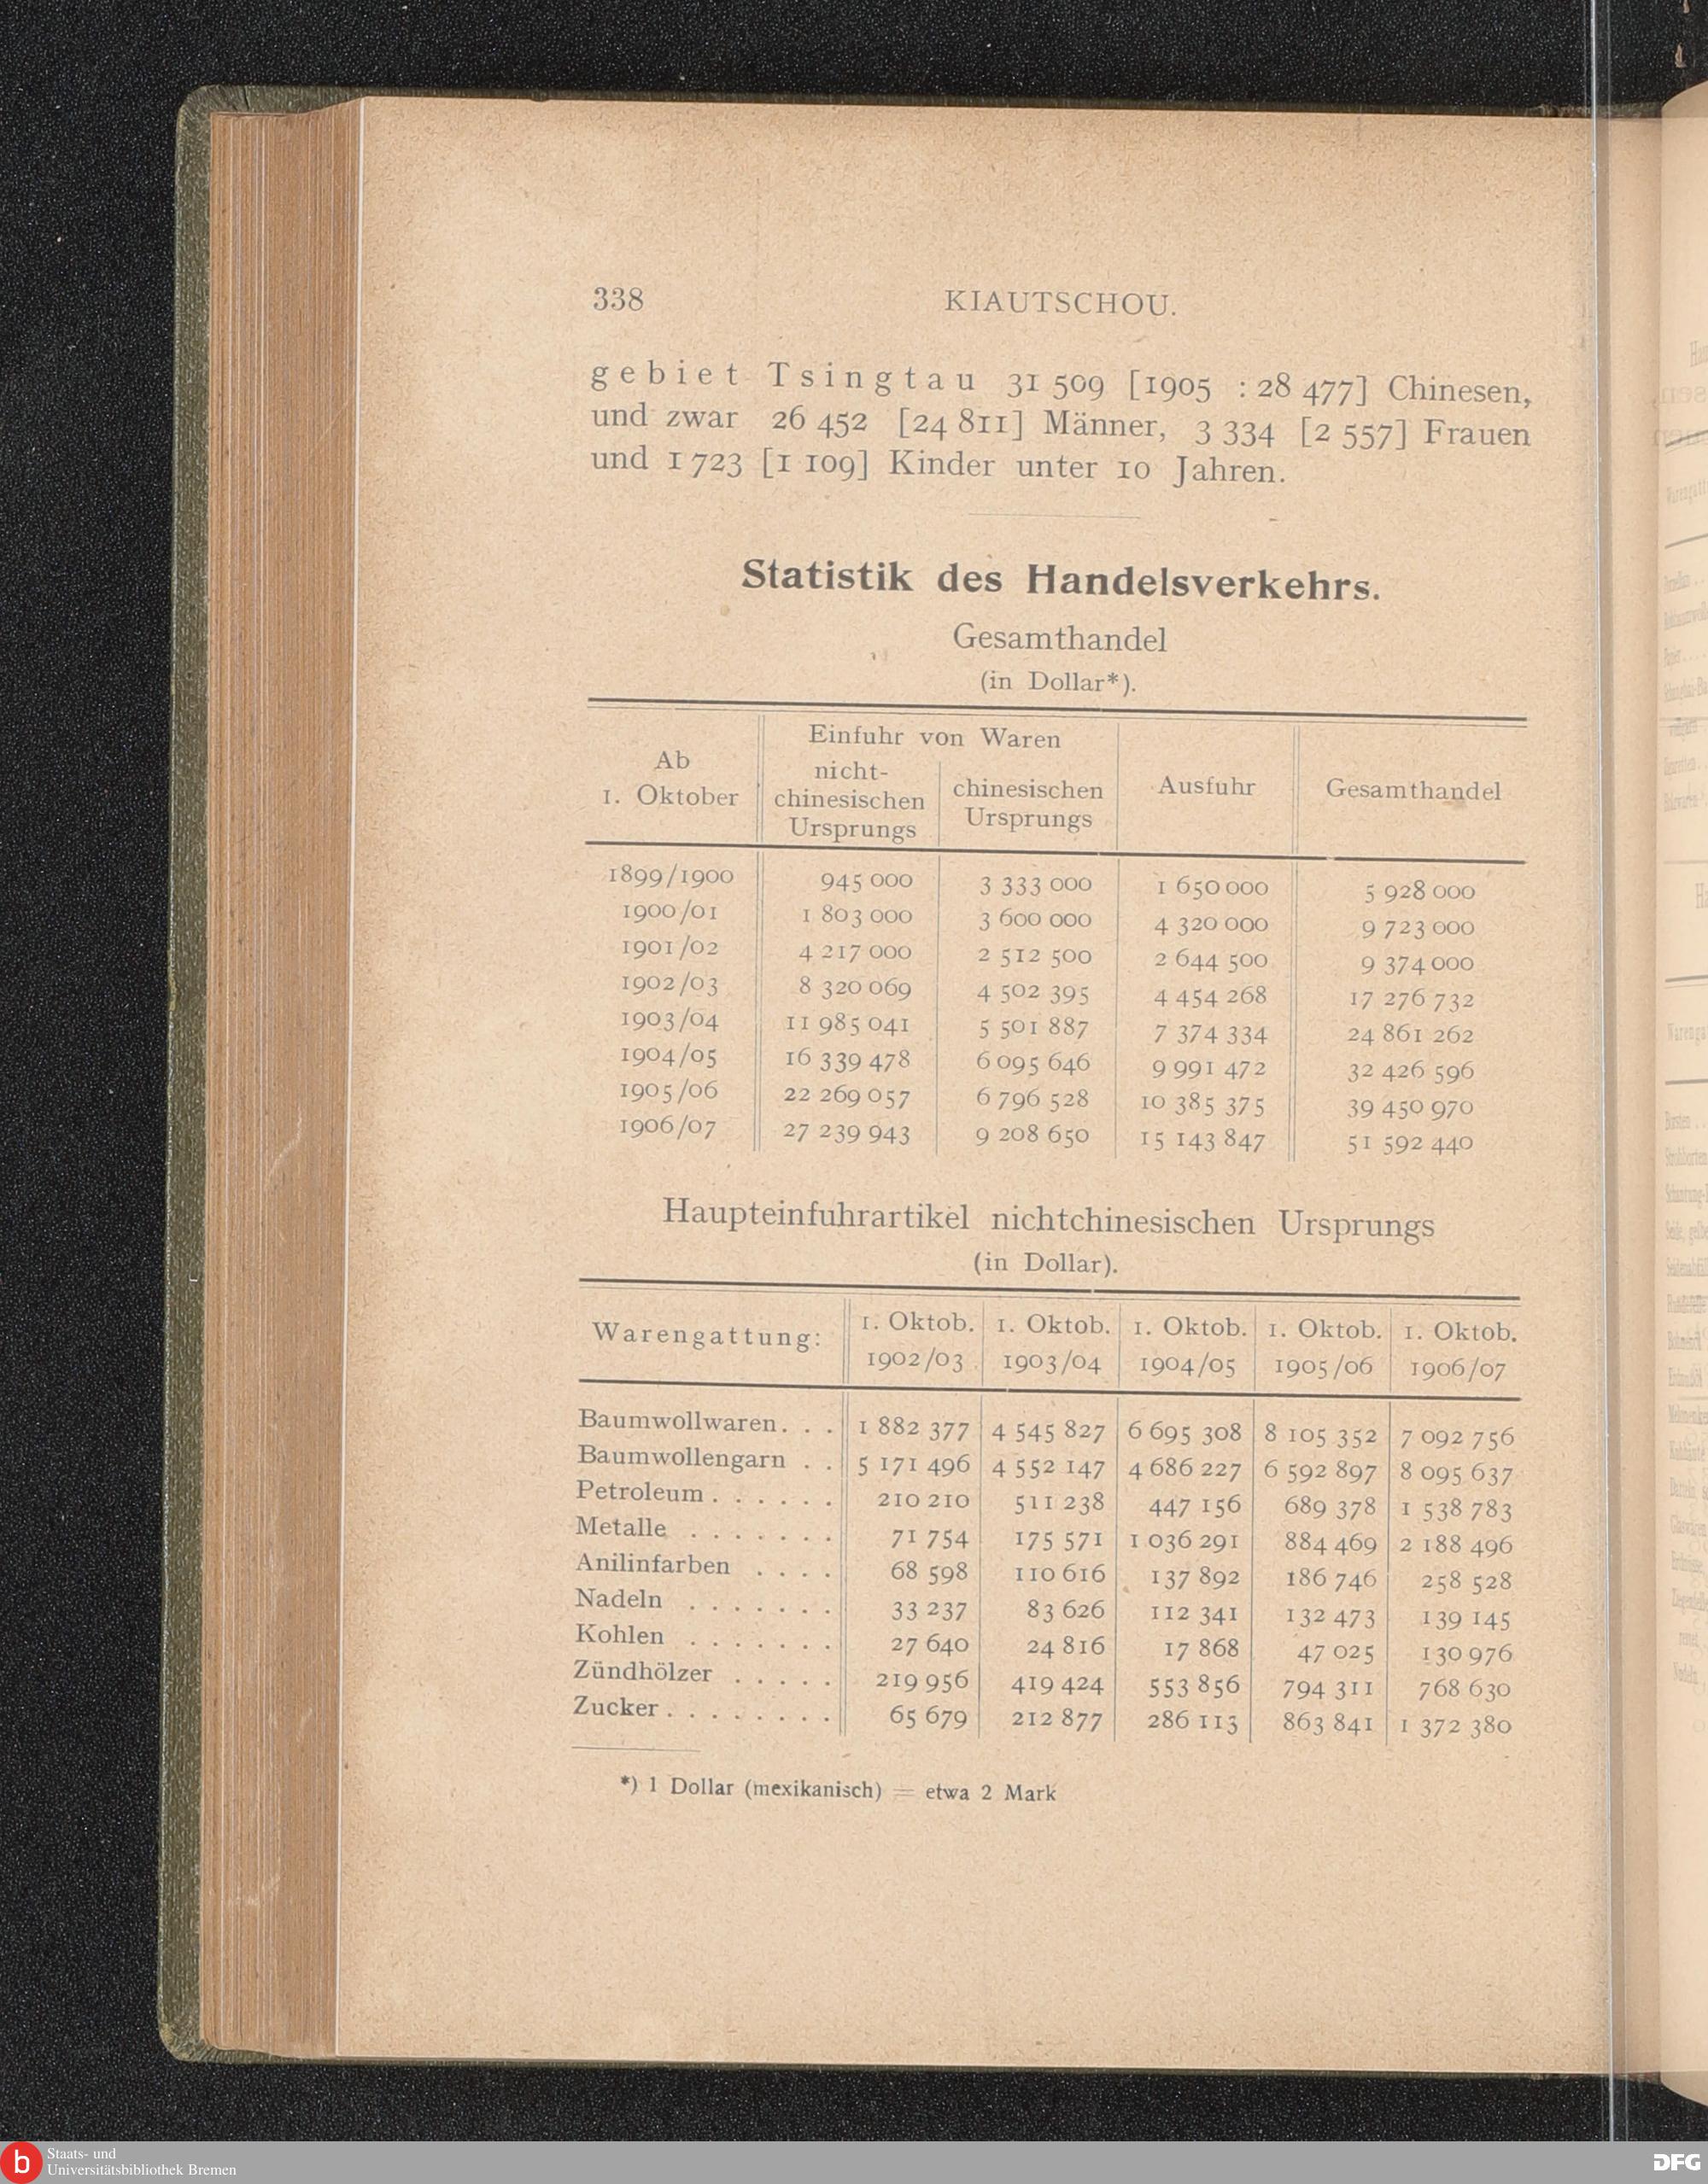 338 KIAUTSCHOU.
gebiet Tsingtau 31 509 [1905 : 28 477] Chinesen,
und zwar 26 452 [24 811] Männer, 3 334 [2 557] Frauen
und 1 723 [1 109] Kinder unter 10 Jahren.
Statistik des Handelsverkehrs.
Gesamthandel
(in Dollar*).
Ab
1. Oktober
Einfuhr von Waren
nicht-
chinesischen
Ursprungs
chinesischen
Ursprungs
Ausfuhr
Gesamthandel
1899/1900 945 000 3 333 000 1 650 000 5 928 000
1900/01 1 803 000 3 600 000 4 320 000 9 723 000
1901/02 4 217 000 2 512 500 2 644 500 9 374 000
1902/03 8 320 069 4 502 395 4 454 268 17 276 732
1903/04 11 985 041 5 501 887 7 374 334 24 861 262
1904/05 16 339 478 6 095 646 9 991 472 32 426 596
1905/06 22 269 057 6 796 528 10 385 375 39 450 970
1906/07 27 239 943 9 208 650 15 143 847 51 592 440
Haupteinfuhrartikel nichtchinesischen Ursprungs
(in Dollar).
Warengattung:
1. Oktob. 1. Oktob. 1. Oktob. 1. Oktob. 1. Oktob.
1902/03 1903/04 1904/05 1905/06 1906/07
Baumwollwaren. . . 1 882 377 4 545 827 6 695 308 8 105 352 7 092 756
Baumwollengarn . . 5 171 496 4 552 147 4 686 227 6 592 897 8 095 637
Petroleum . . . . . . 210 210 511 238 447 156 689 378 1 538 783
Metalle . . . . . . . 71 754 175 571 1 036 291 884 469 2 188 496
Anilinfarben . . . . 68 598 110 616 137 892 186 746 258 528
Nadeln . . . . . . . 33 237 83 626 112 341 132 473 139 145
Kohlen . . . . . . . 27 640 24 816 17 868 47 025 130 976
Zündhölzer . . . . . 219 956 419 424 553 856 794 311 768 630
Zucker . . . . . . . . 65 679 212 877 286 113 863 841 1 372 380
*) 1 Dollar (mexikanisch) = etwa 2 Mark
b Staats- und
Universitätsbibliothek Bremen
DFG